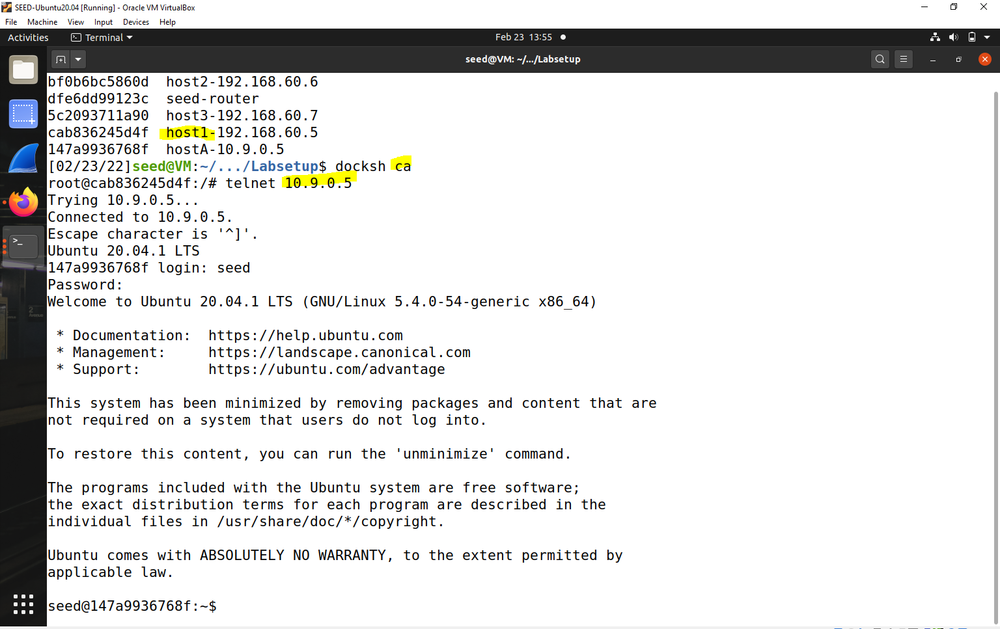 SEED-Ubuntu20.04 [Running] - Oracle VM VirtualBox
File Machine View Input Devices Help
Activities Terminal Feb 23 13:55
seed@VM: ~/.../Labsetup
bf0b6bc5860d  host2-192.168.60.6
dfe6dd99123c  seed-router
5c2093711a90  host3-192.168.60.7
cab836245d4f  host1-192.168.60.5
147a9936768f  hostA-10.9.0.5
[02/23/22]seed@VM:~/.../Labsetup$ docksh ca
root@cab836245d4f:/# telnet 10.9.0.5
Trying 10.9.0.5...
Connected to 10.9.0.5.
Escape character is '^]'.
Ubuntu 20.04.1 LTS
147a9936768f login: seed
Password:
Welcome to Ubuntu 20.04.1 LTS (GNU/Linux 5.4.0-54-generic x86_64)
 * Documentation:  https://help.ubuntu.com
 * Management:     https://landscape.canonical.com
 * Support:        https://ubuntu.com/advantage
This system has been minimized by removing packages and content that are
not required on a system that users do not log into.
To restore this content, you can run the 'unminimize' command.
The programs included with the Ubuntu system are free software;
the exact distribution terms for each program are described in the
individual files in /usr/share/doc/*/copyright.
Ubuntu comes with ABSOLUTELY NO WARRANTY, to the extent permitted by
applicable law.
seed@147a9936768f:~$